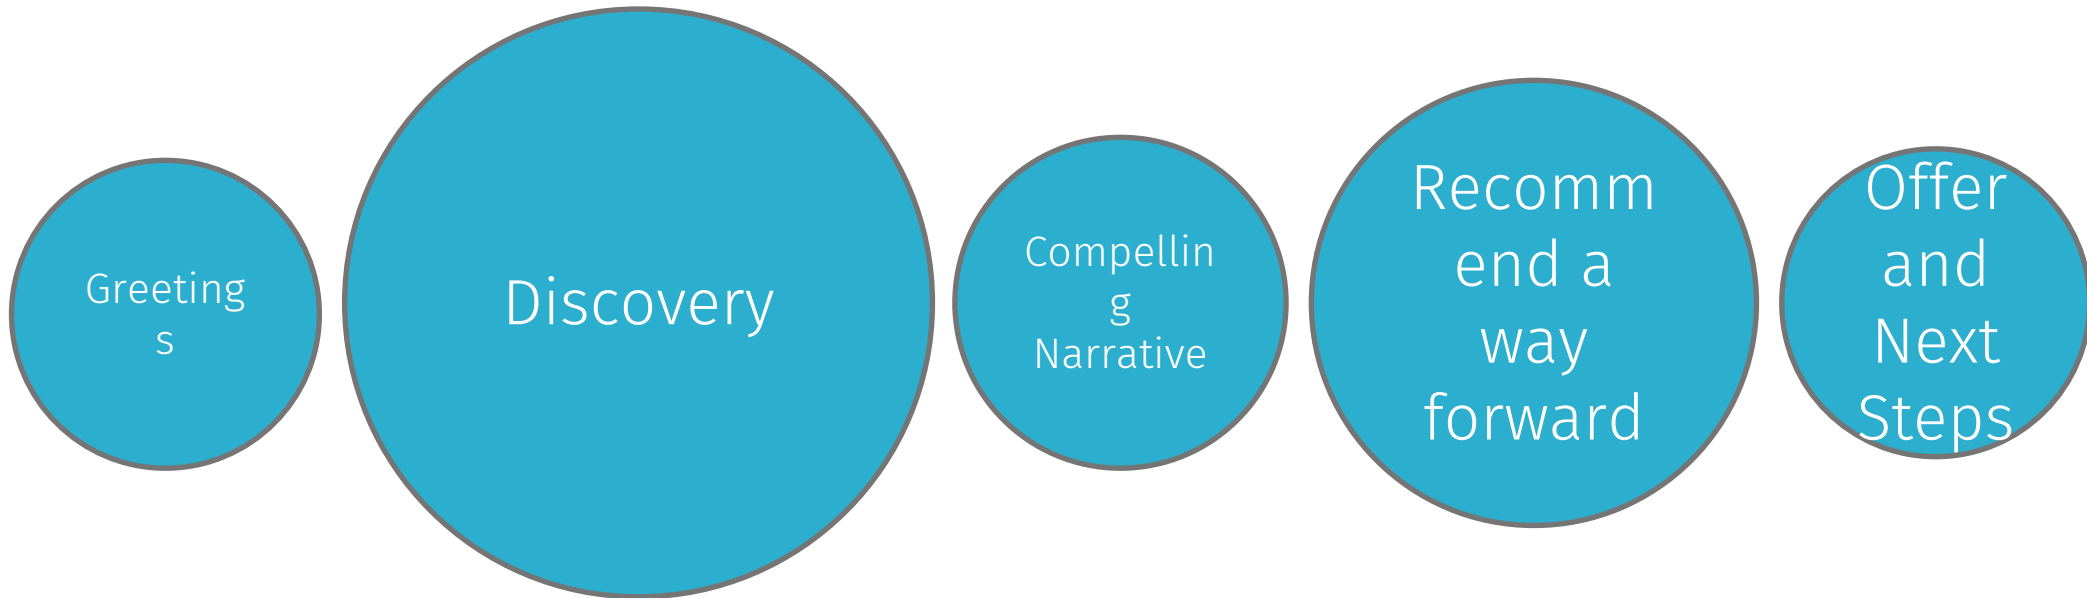 Greeting
s
Discovery
Compellin
g
Narrative
Recomm
end a
way
forward
Offer
and
Next
Steps